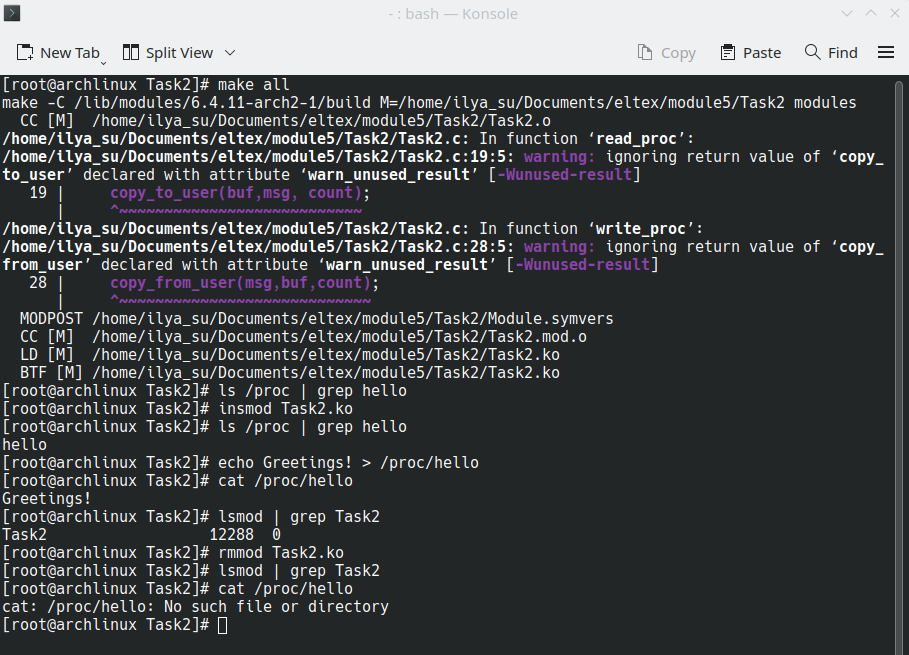 - : bash — Konsole
New Tab Split View Copy Paste Find
[root@archlinux Task2]# make all
make -C /lib/modules/6.4.11-arch2-1/build M=/home/ilya_su/Documents/eltex/module5/Task2 modules
  CC [M]  /home/ilya_su/Documents/eltex/module5/Task2/Task2.o
/home/ilya_su/Documents/eltex/module5/Task2/Task2.c: In function ‘read_proc’:
/home/ilya_su/Documents/eltex/module5/Task2/Task2.c:19:5: warning: ignoring return value of ‘copy_
to_user’ declared with attribute ‘warn_unused_result’ [-Wunused-result]
   19 |     copy_to_user(buf,msg, count);
      |     ^~~~~~~~~~~~~~~~~~~~~~~~~~~~
/home/ilya_su/Documents/eltex/module5/Task2/Task2.c: In function ‘write_proc’:
/home/ilya_su/Documents/eltex/module5/Task2/Task2.c:28:5: warning: ignoring return value of ‘copy_
from_user’ declared with attribute ‘warn_unused_result’ [-Wunused-result]
   28 |     copy_from_user(msg,buf,count);
      |     ^~~~~~~~~~~~~~~~~~~~~~~~~~~~~
  MODPOST /home/ilya_su/Documents/eltex/module5/Task2/Module.symvers
  CC [M]  /home/ilya_su/Documents/eltex/module5/Task2/Task2.mod.o
  LD [M]  /home/ilya_su/Documents/eltex/module5/Task2/Task2.ko
  BTF [M] /home/ilya_su/Documents/eltex/module5/Task2/Task2.ko
[root@archlinux Task2]# ls /proc | grep hello
[root@archlinux Task2]# insmod Task2.ko
[root@archlinux Task2]# ls /proc | grep hello
hello
[root@archlinux Task2]# echo Greetings! > /proc/hello
[root@archlinux Task2]# cat /proc/hello
Greetings!
[root@archlinux Task2]# lsmod | grep Task2
Task2                  12288  0
[root@archlinux Task2]# rmmod Task2.ko
[root@archlinux Task2]# lsmod | grep Task2
[root@archlinux Task2]# cat /proc/hello
cat: /proc/hello: No such file or directory
[root@archlinux Task2]#